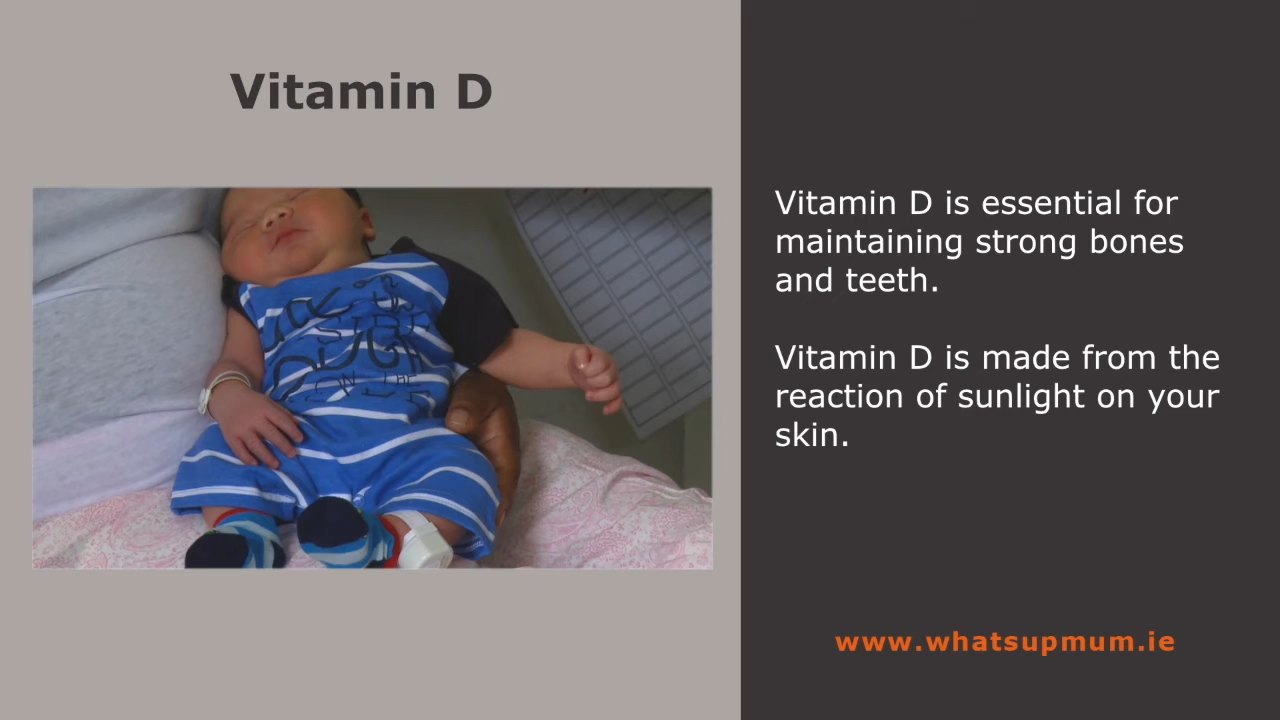 Vitamin D
Vitamin D is essential for
maintaining strong bones
and teeth.
Vitamin D is made from the
reaction of sunlight on your
skin.
www.whatsupmum.ie